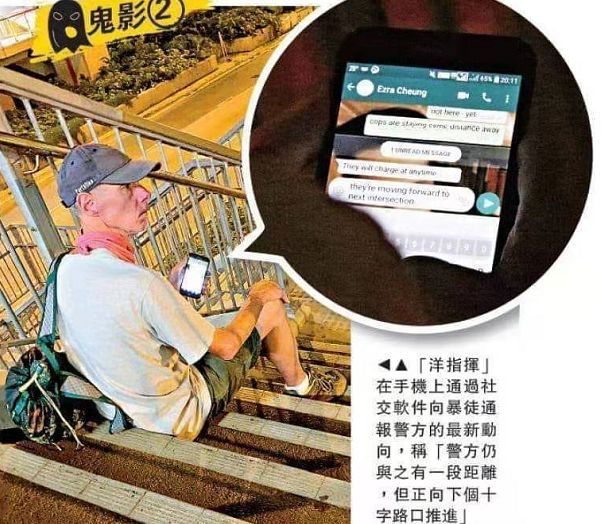 鬼影②
45% 20:11
Ezra Cheung
not here - yet
cops are staying some distance away
1 UNREAD MESSAGE
They will charge at anytime
they're moving forward to
next intersection
◀▲「洋指揮」
在手機上通過社
交軟件向暴徒通
報警方的最新動
向，稱「警方仍
與之有一段距離
，但正向下個十
字路口推進」